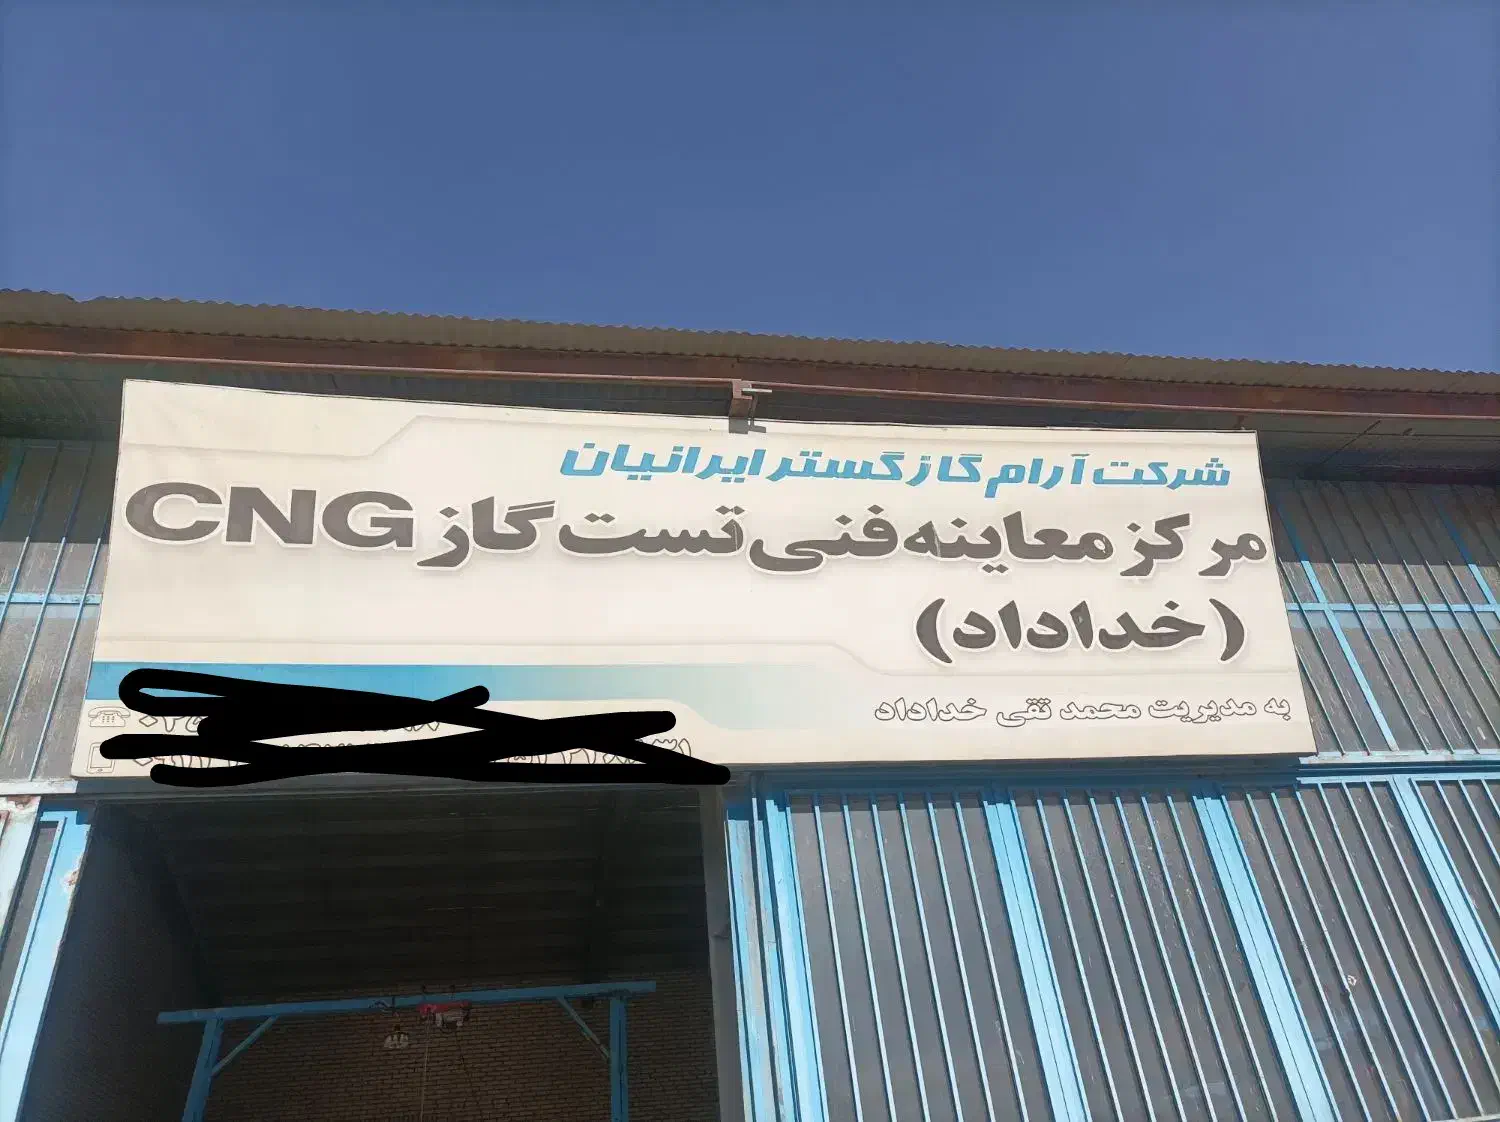 شرکت آرام گاز گستر ایرانیان
مرکز معاینه فنی تست گاز CNG
(خداداد)
به مدیریت محمد تقی خداداد